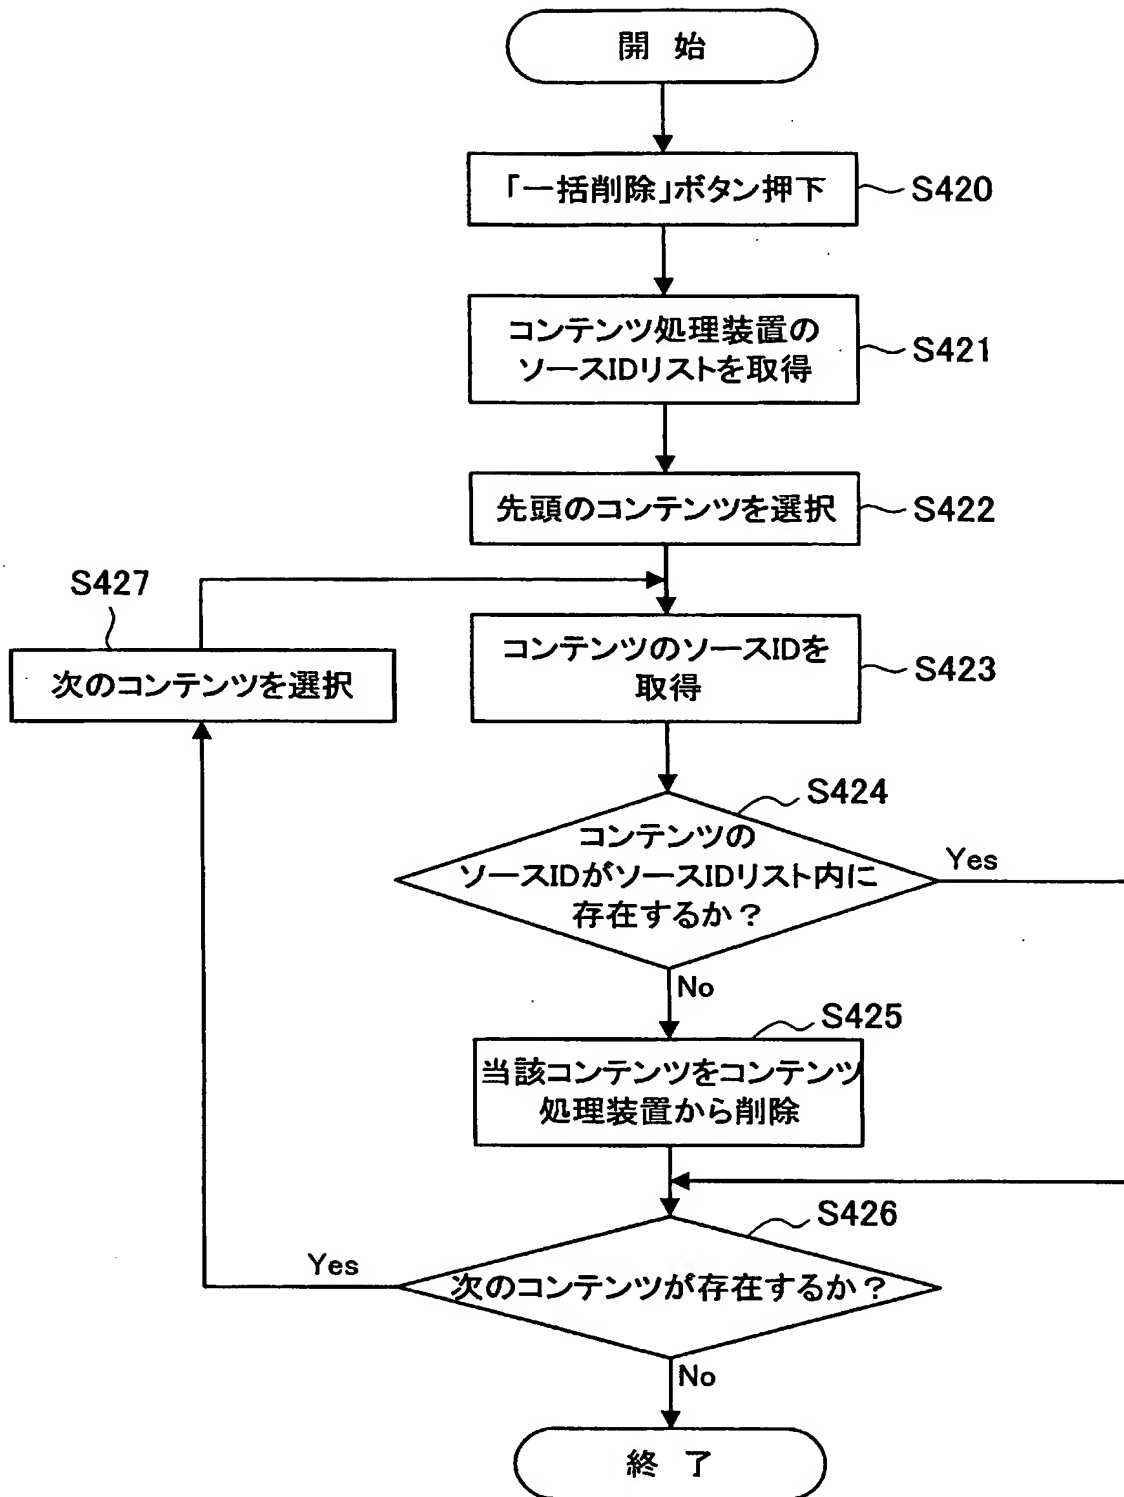 開 始
「一括削除」ボタン押下
S420
コンテンツ処理装置の
ソースIDリストを取得
S421
先頭のコンテンツを選択
S422
S427
次のコンテンツを選択
コンテンツのソースIDを
取得
S423
S424
コンテンツの
ソースIDがソースIDリスト内に
存在するか？
Yes
No
S425
当該コンテンツをコンテンツ
処理装置から削除
S426
次のコンテンツが存在するか？
Yes
No
終 了